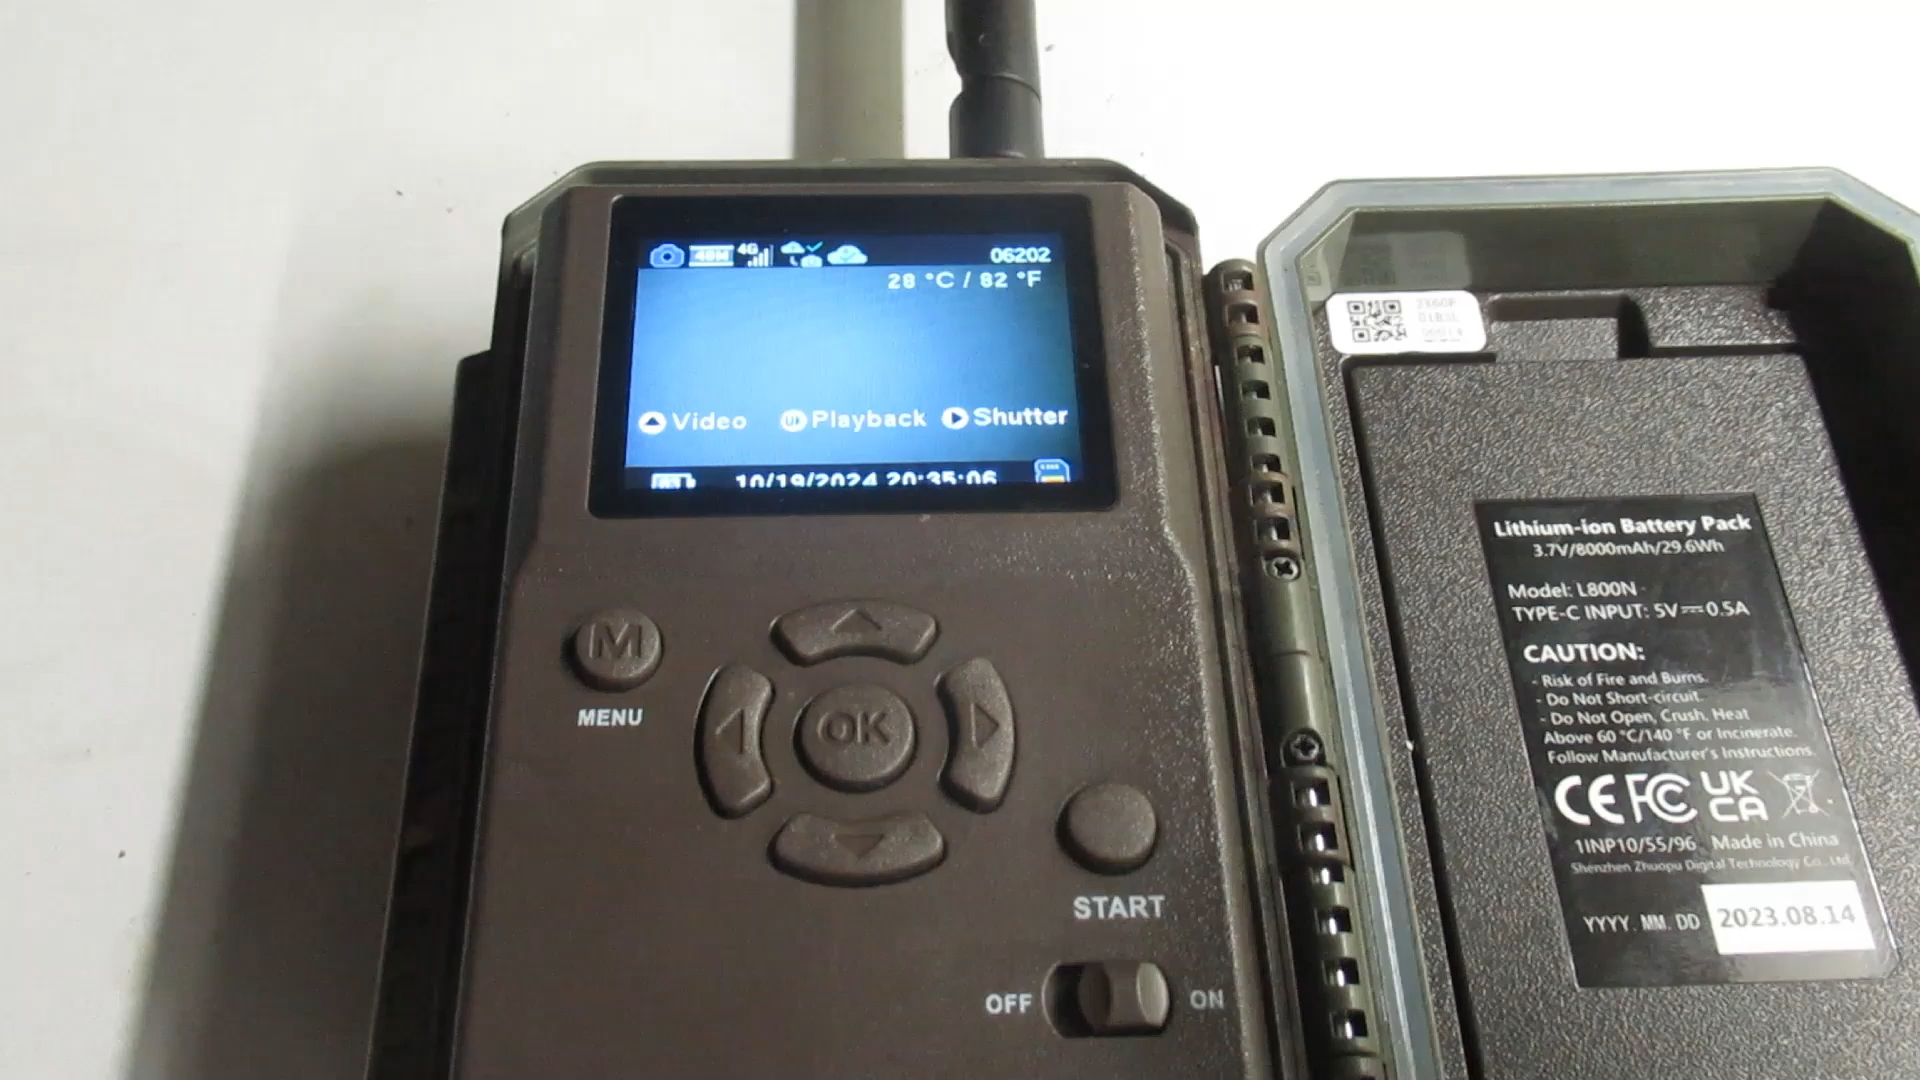 4G
06202
28 °C / 82 °F
Video Playback Shutter
10/19/2024 20:35:06
M
MENU
OK
START
OFF ON
Lithium-ion Battery Pack
3.7V/8000mAh/29.6Wh
Model: L800N
TYPE-C INPUT: 5V⎓0.5A
CAUTION:
- Risk of Fire and Burns.
- Do Not Short-circuit.
- Do Not Open, Crush, Heat
Above 60 °C/140 °F or Incinerate.
Follow Manufacturer's Instructions.
CE FC UK CA
1INP10/55/96 Made in China
Shenzhen Zhuopu Digital Technology Co., Ltd.
YYYY. MM. DD 2023.08.14